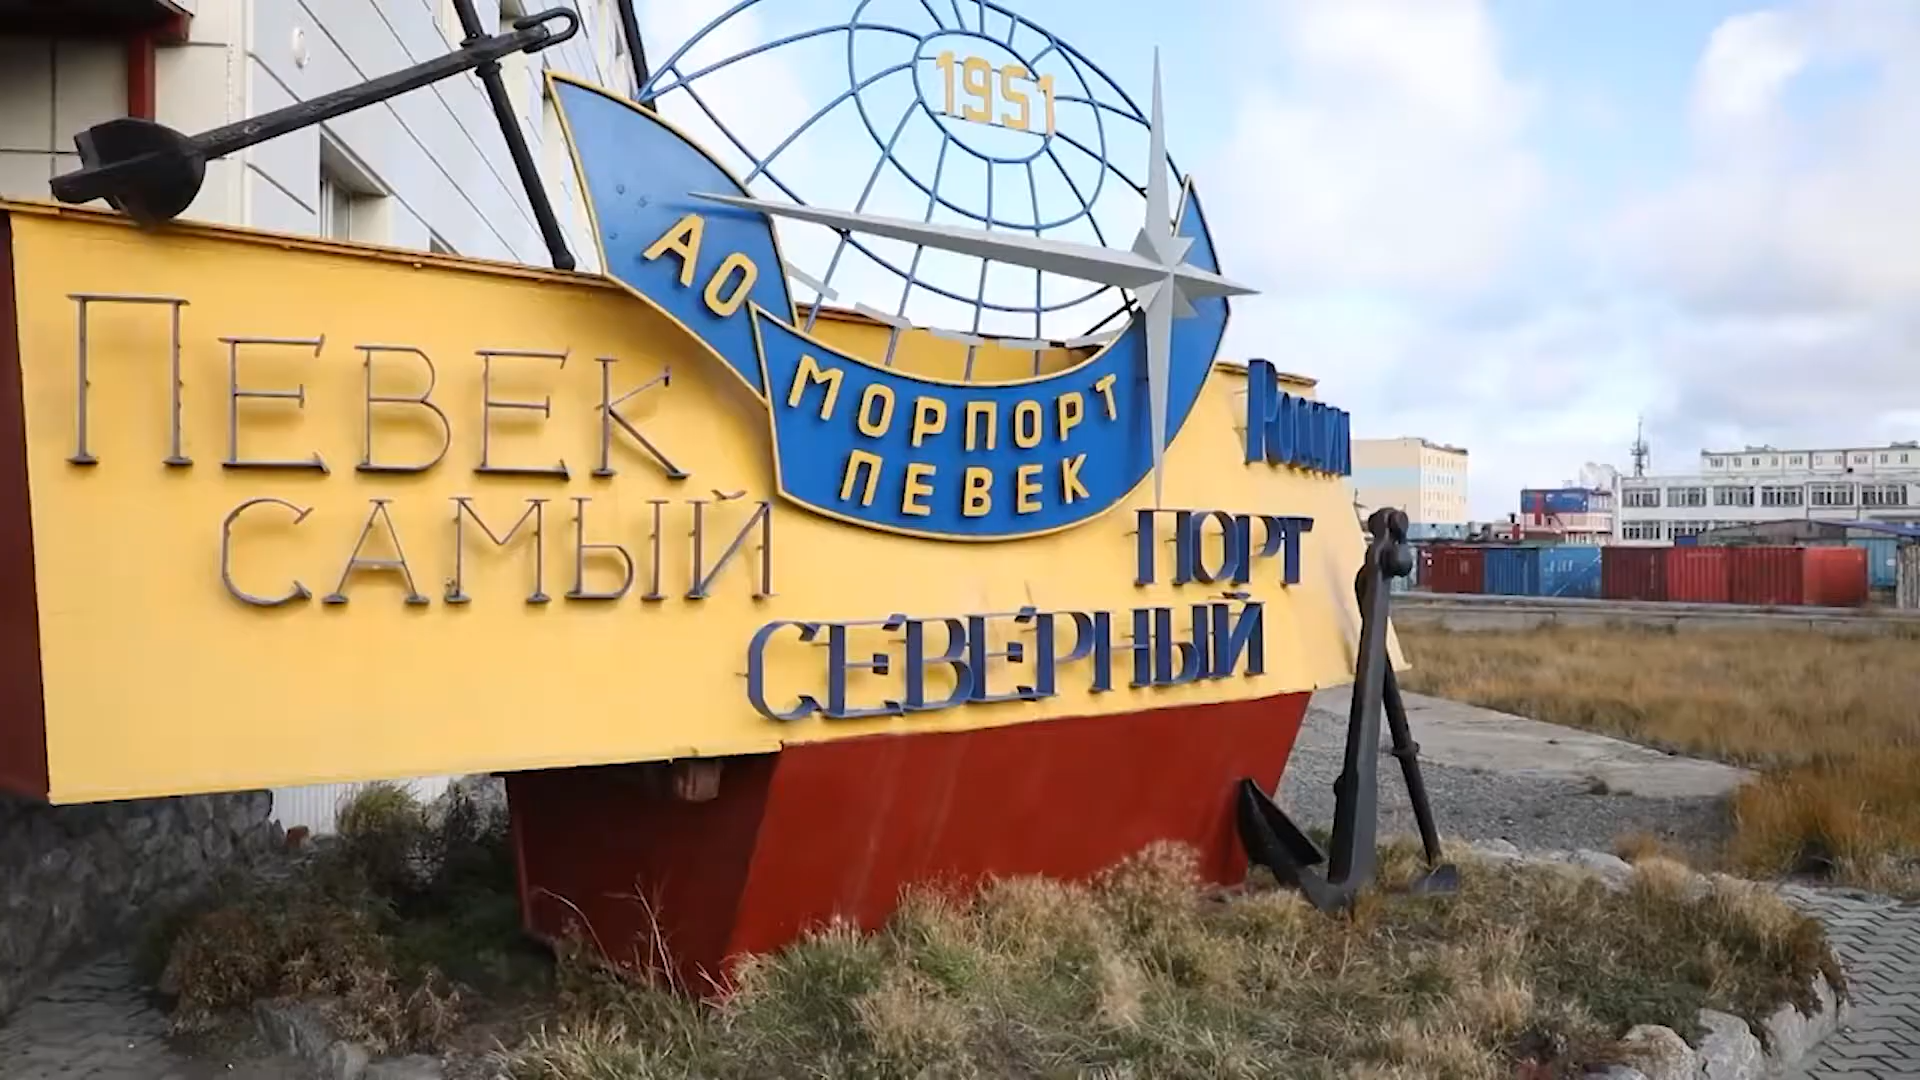 1951
АО
МОРПОРТ
ПЕВЕК
ПЕВЕК
САМЫЙ
СЕВЕРНЫЙ
ПОРТ
РОССИИ